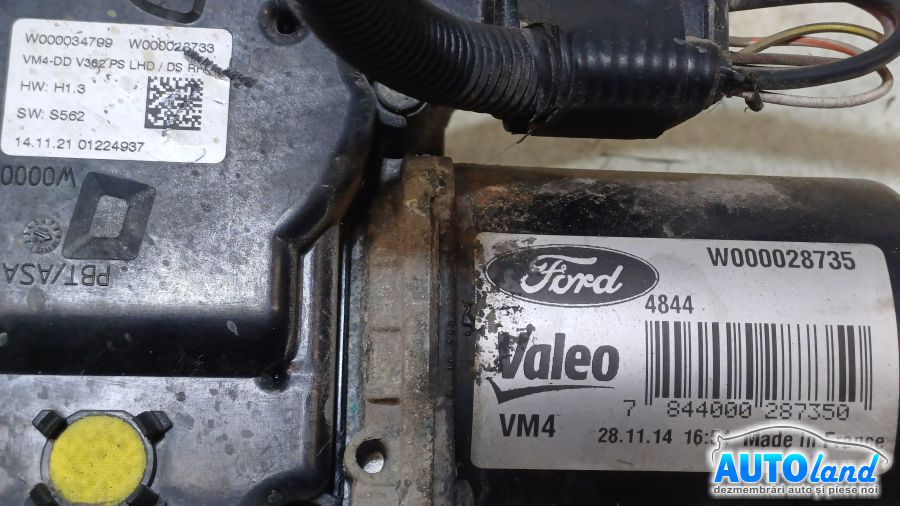 W000034799 W000028733
VM4-DD V362 PS LHD / DS RH
HW: H1.3
SW: S562
14.11.21 01224937
W0000
PBT/ASA
Ford
W000028735
4844
Valeo
7 844000 287350
VM4
28.11.14 Made in France
AUTOland
dezmembrări auto și piese noi